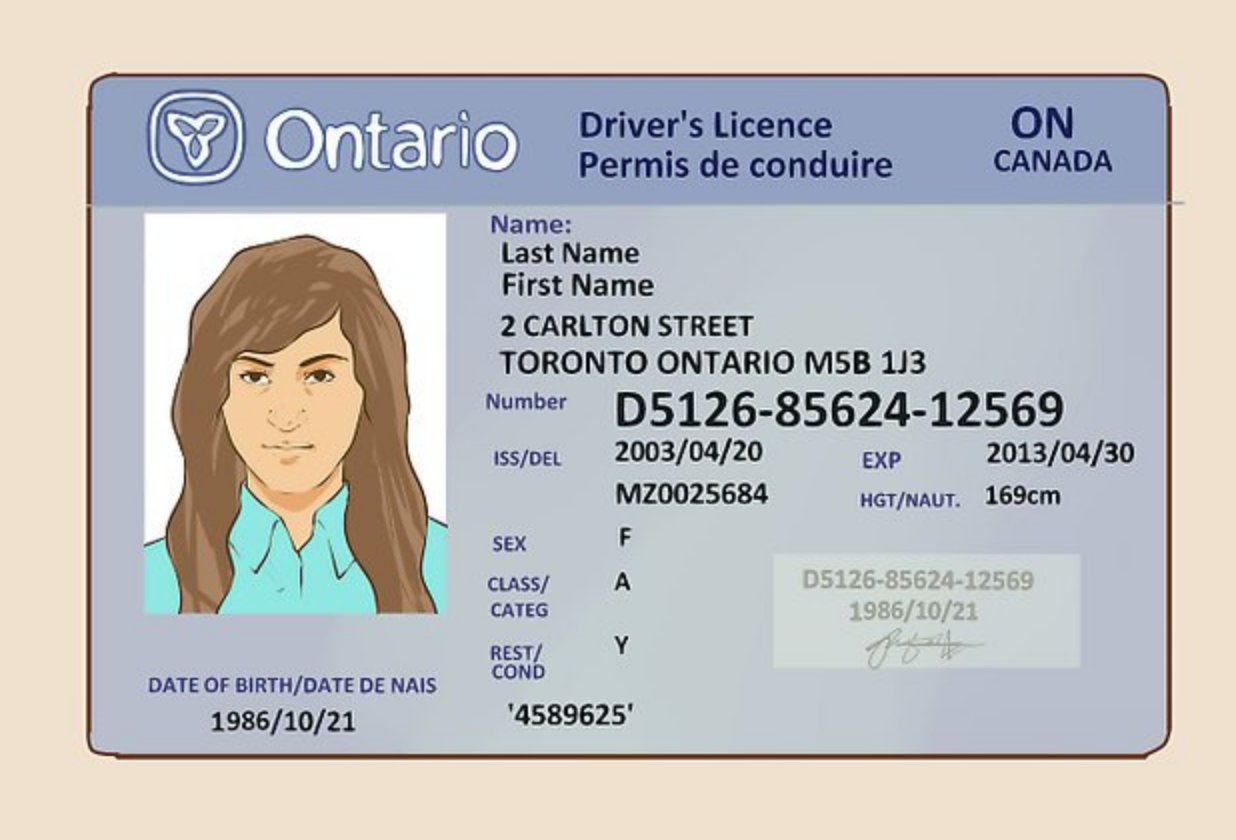 Ontario
Driver's Licence
Permis de conduire
ON
CANADA
Name:
Last Name
First Name
2 CARLTON STREET
TORONTO ONTARIO M5B 1J3
Number D5126-85624-12569
ISS/DEL 2003/04/20 EXP 2013/04/30
MZ0025684 HGT/NAUT. 169cm
SEX F
CLASS/ A
CATEG
REST/ Y
COND
'4589625'
D5126-85624-12569
1986/10/21
DATE OF BIRTH/DATE DE NAIS
1986/10/21